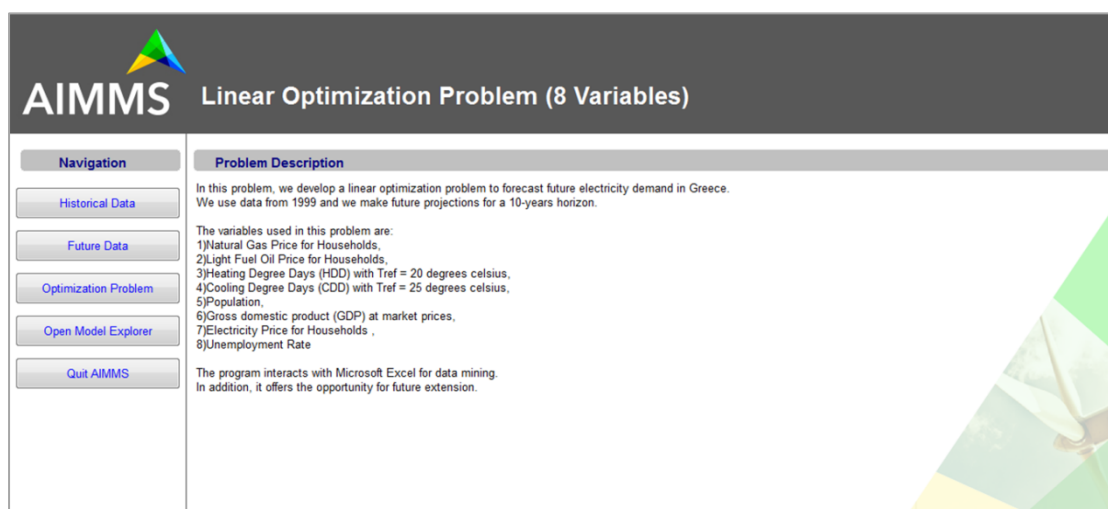 AIMMS
Linear Optimization Problem (8 Variables)
Navigation
Historical Data
Future Data
Optimization Problem
Open Model Explorer
Quit AIMMS
Problem Description
In this problem, we develop a linear optimization problem to forecast future electricity demand in Greece.
We use data from 1999 and we make future projections for a 10-years horizon.
The variables used in this problem are:
1)Natural Gas Price for Households,
2)Light Fuel Oil Price for Households,
3)Heating Degree Days (HDD) with Tref = 20 degrees celsius,
4)Cooling Degree Days (CDD) with Tref = 25 degrees celsius,
5)Population,
6)Gross domestic product (GDP) at market prices,
7)Electricity Price for Households ,
8)Unemployment Rate
The program interacts with Microsoft Excel for data mining.
In addition, it offers the opportunity for future extension.